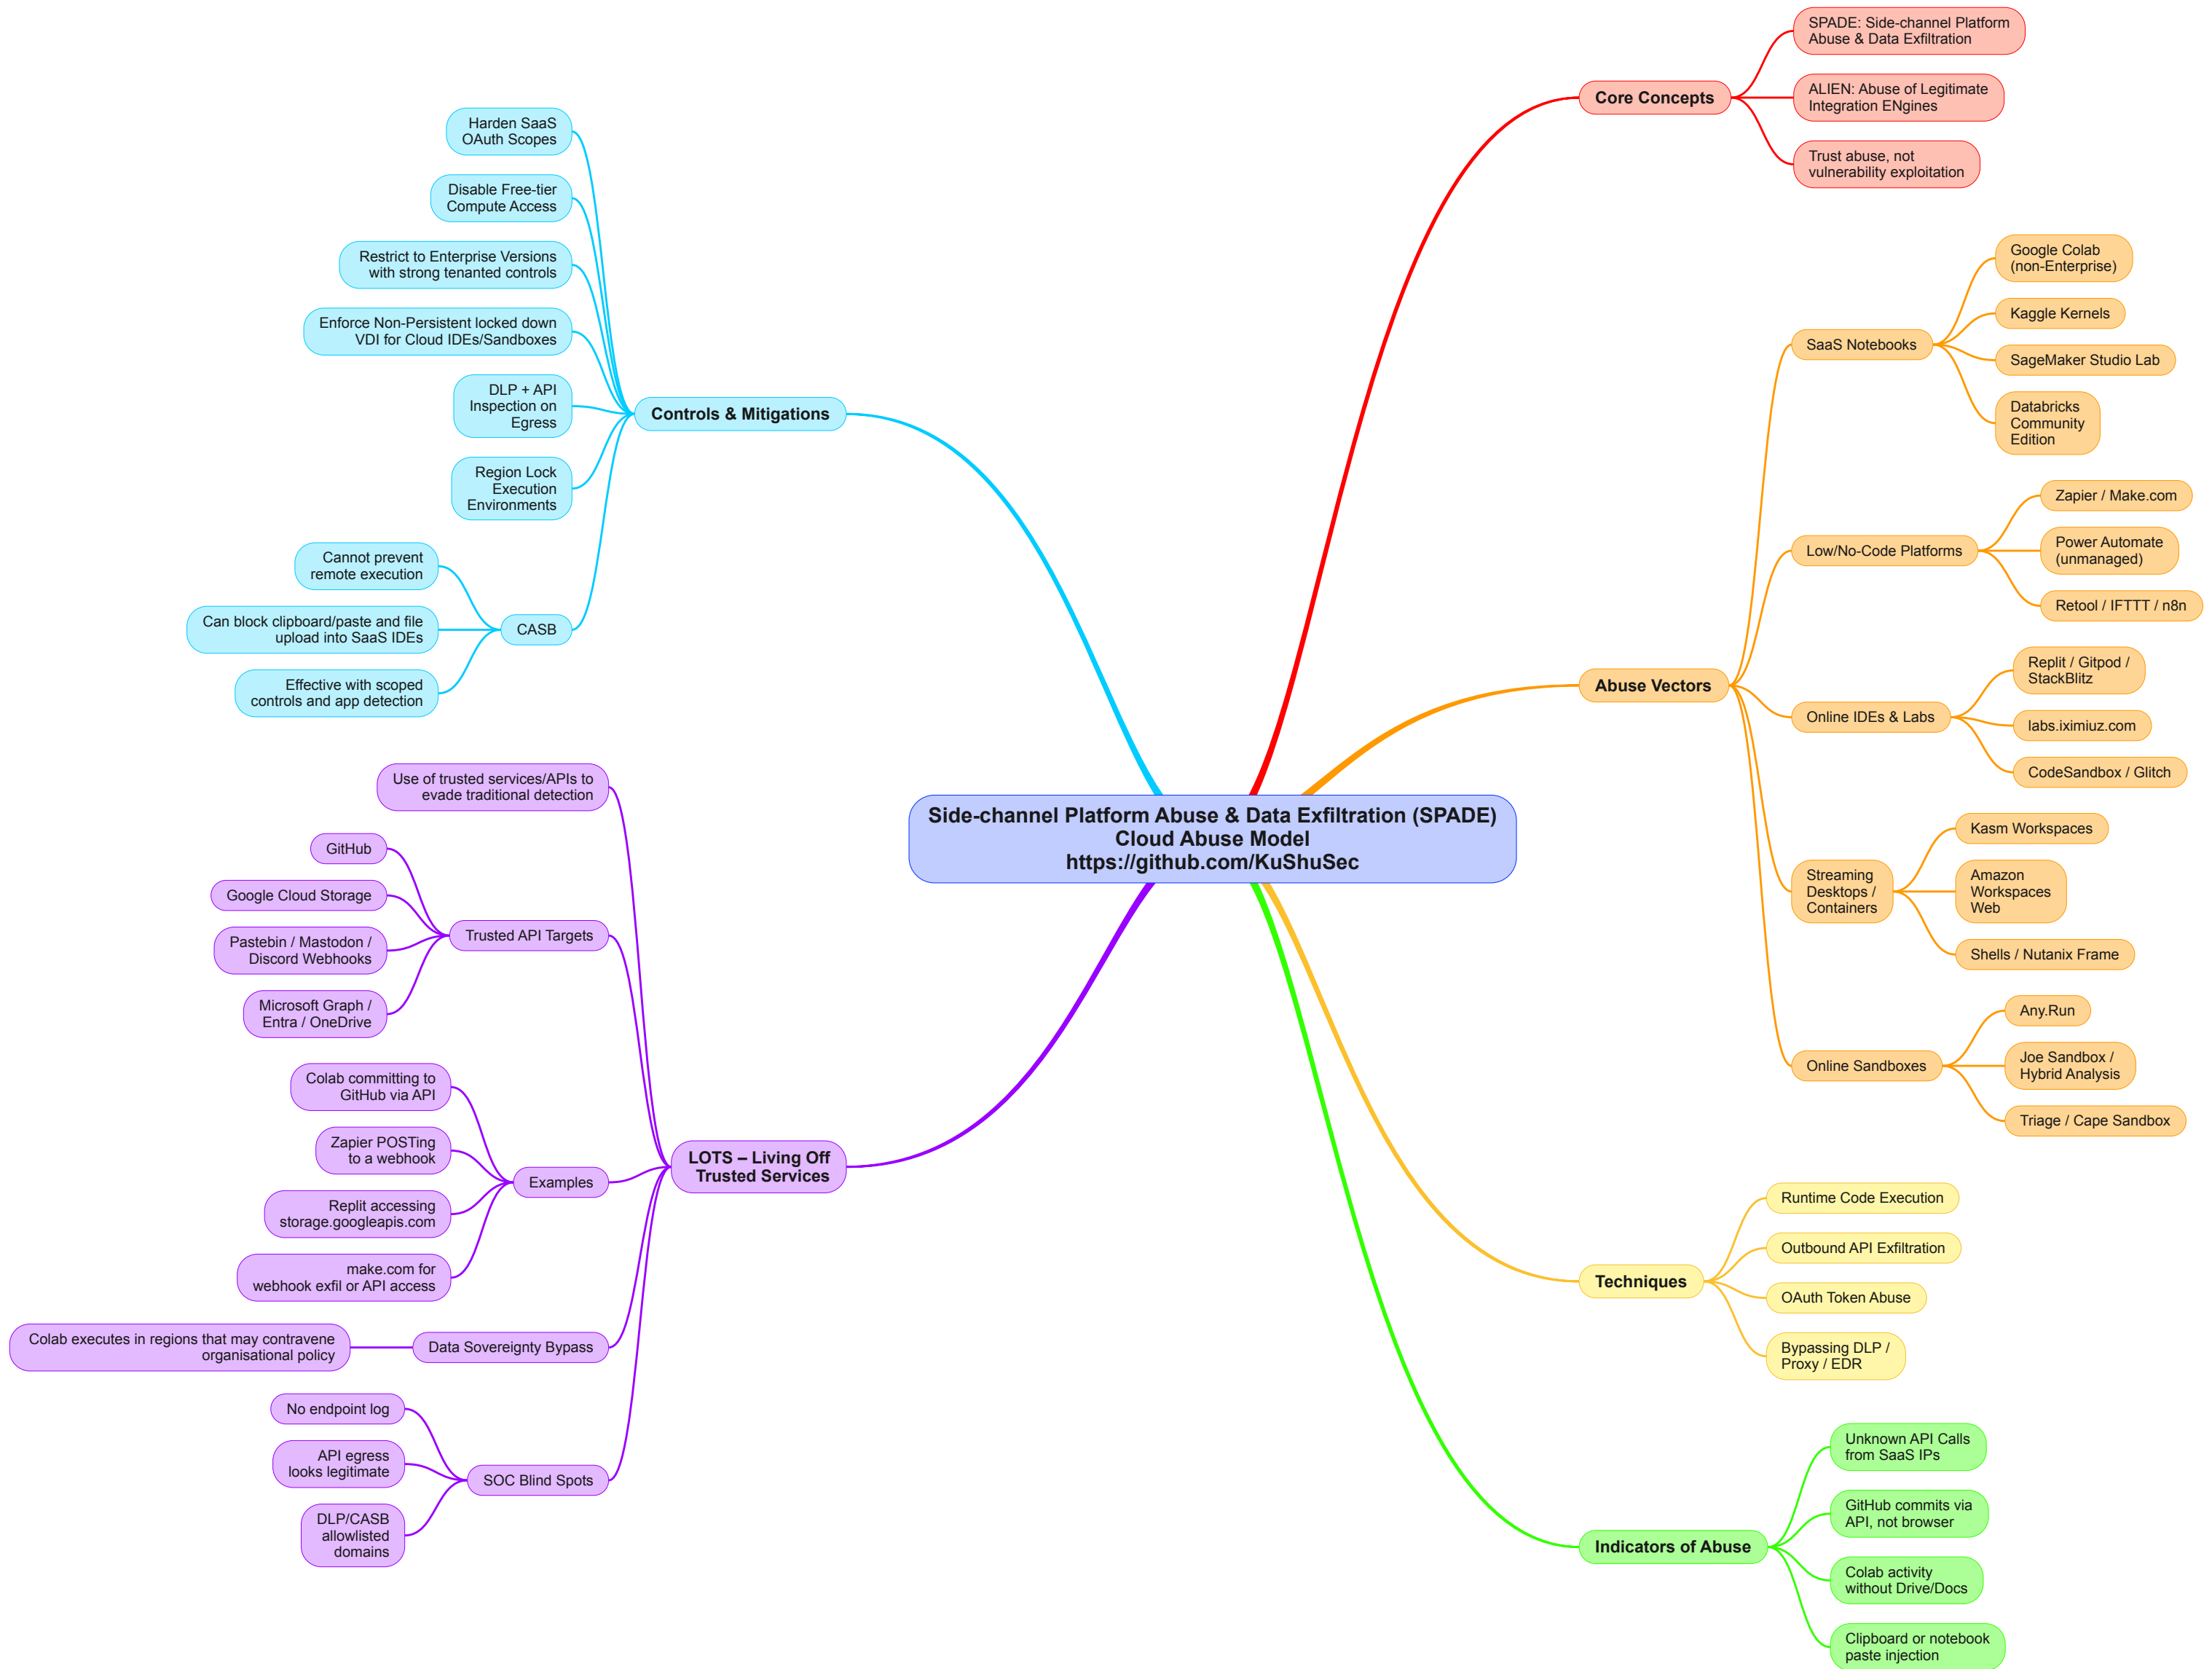 Side-channel Platform Abuse & Data Exfiltration (SPADE)
Cloud Abuse Model
https://github.com/KuShuSec
Core Concepts
SPADE: Side-channel Platform
Abuse & Data Exfiltration
ALIEN: Abuse of Legitimate
Integration ENgines
Trust abuse, not
vulnerability exploitation
Abuse Vectors
SaaS Notebooks
Google Colab
(non-Enterprise)
Kaggle Kernels
SageMaker Studio Lab
Databricks
Community
Edition
Low/No-Code Platforms
Zapier / Make.com
Power Automate
(unmanaged)
Retool / IFTTT / n8n
Online IDEs & Labs
Replit / Gitpod /
StackBlitz
labs.iximiuz.com
CodeSandbox / Glitch
Streaming
Desktops /
Containers
Kasm Workspaces
Amazon
Workspaces
Web
Shells / Nutanix Frame
Online Sandboxes
Any.Run
Joe Sandbox /
Hybrid Analysis
Triage / Cape Sandbox
Techniques
Runtime Code Execution
Outbound API Exfiltration
OAuth Token Abuse
Bypassing DLP /
Proxy / EDR
Indicators of Abuse
Unknown API Calls
from SaaS IPs
GitHub commits via
API, not browser
Colab activity
without Drive/Docs
Clipboard or notebook
paste injection
Controls & Mitigations
Harden SaaS
OAuth Scopes
Disable Free-tier
Compute Access
Restrict to Enterprise Versions
with strong tenanted controls
Enforce Non-Persistent locked down
VDI for Cloud IDEs/Sandboxes
DLP + API
Inspection on
Egress
Region Lock
Execution
Environments
CASB
Cannot prevent
remote execution
Can block clipboard/paste and file
upload into SaaS IDEs
Effective with scoped
controls and app detection
LOTS – Living Off
Trusted Services
Use of trusted services/APIs to
evade traditional detection
Trusted API Targets
GitHub
Google Cloud Storage
Pastebin / Mastodon /
Discord Webhooks
Microsoft Graph /
Entra / OneDrive
Examples
Colab committing to
GitHub via API
Zapier POSTing
to a webhook
Replit accessing
storage.googleapis.com
make.com for
webhook exfil or API access
Data Sovereignty Bypass
Colab executes in regions that may contravene
organisational policy
SOC Blind Spots
No endpoint log
API egress
looks legitimate
DLP/CASB
allowlisted
domains